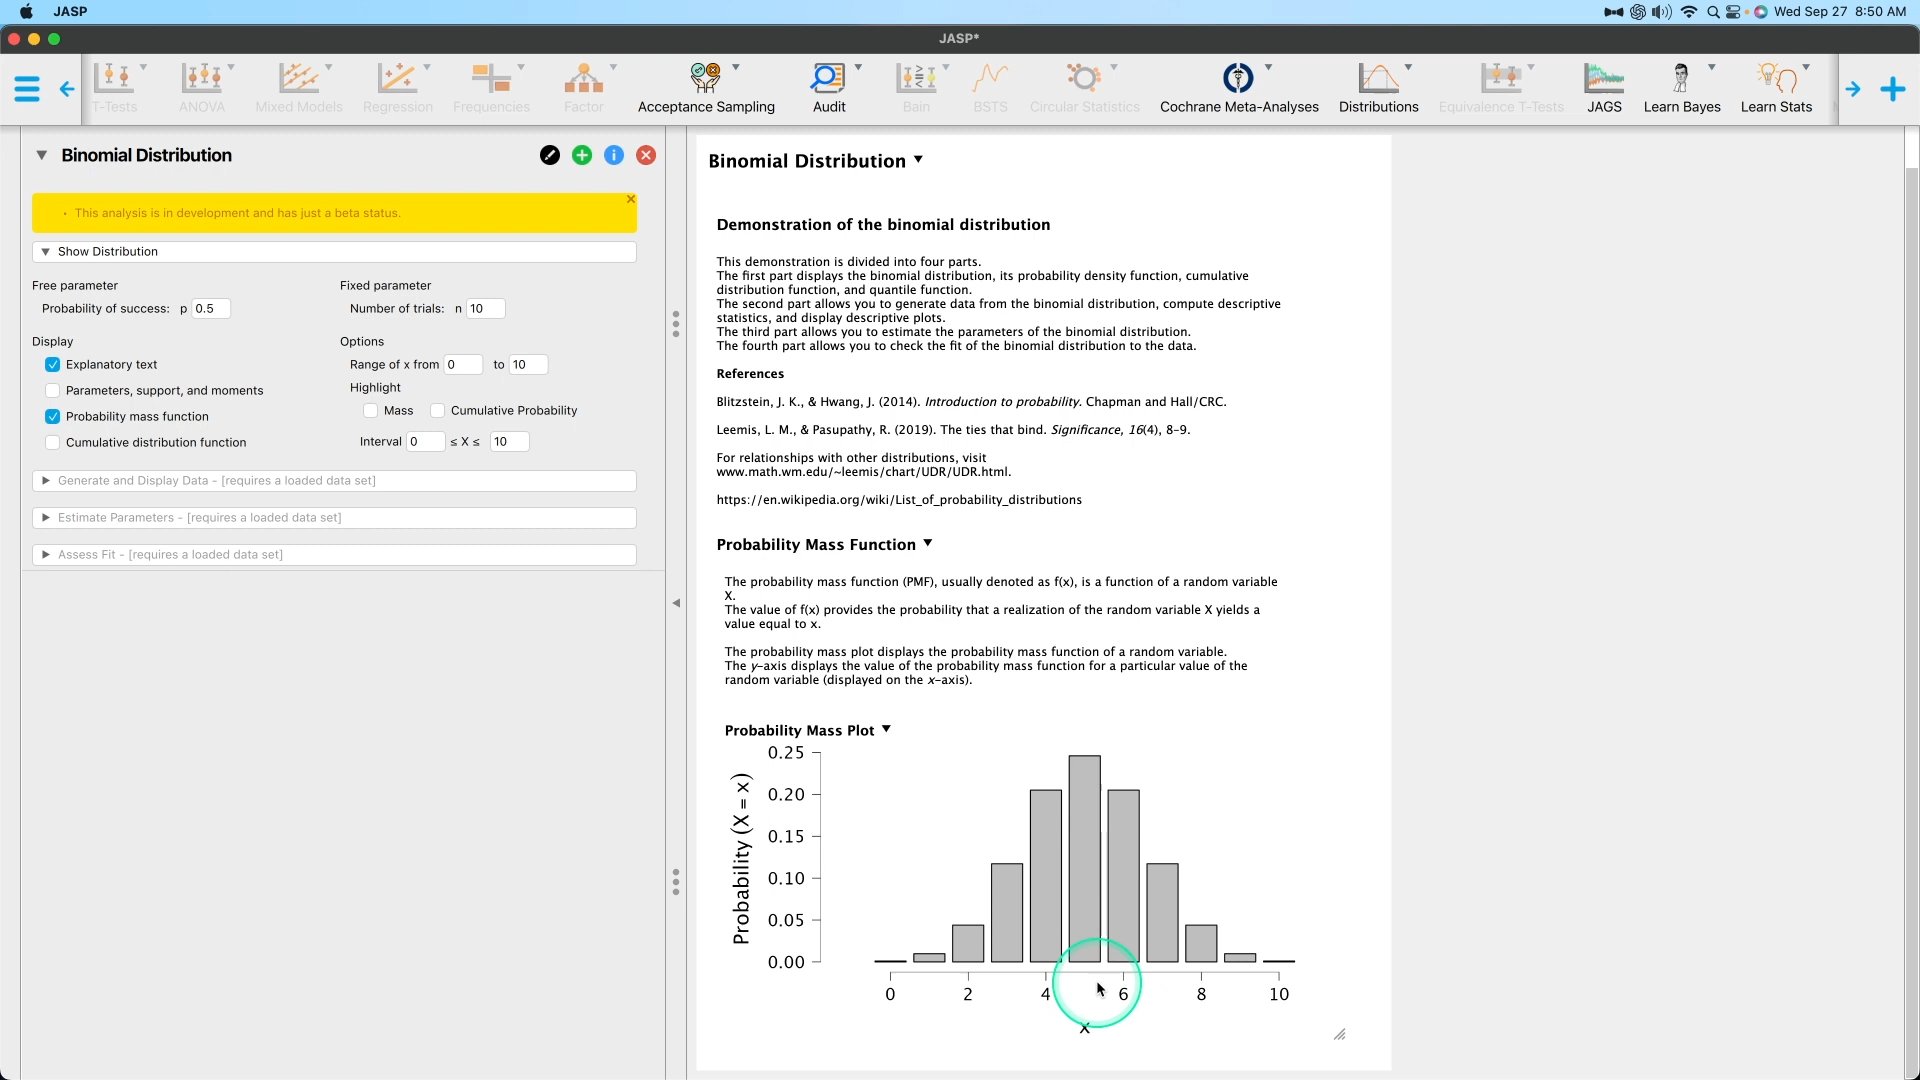 JASP
Wed Sep 27 8:50 AM
JASP*
T-Tests
ANOVA
Mixed Models
Regression
Frequencies
Factor
Acceptance Sampling
Audit
Bain
BSTS
Circular Statistics
Cochrane Meta-Analyses
Distributions
Equivalence T-Tests
JAGS
Learn Bayes
Learn Stats
Binomial Distribution
• This analysis is in development and has just a beta status.
Show Distribution
Free parameter
Probability of success: p 0.5
Fixed parameter
Number of trials: n 10
Display
Explanatory text
Parameters, support, and moments
Probability mass function
Cumulative distribution function
Options
Range of x from 0 to 10
Highlight
Mass
Cumulative Probability
Interval 0 ≤ X ≤ 10
Generate and Display Data - [requires a loaded data set]
Estimate Parameters - [requires a loaded data set]
Assess Fit - [requires a loaded data set]
Binomial Distribution
Demonstration of the binomial distribution
This demonstration is divided into four parts.
The first part displays the binomial distribution, its probability density function, cumulative
distribution function, and quantile function.
The second part allows you to generate data from the binomial distribution, compute descriptive
statistics, and display descriptive plots.
The third part allows you to estimate the parameters of the binomial distribution.
The fourth part allows you to check the fit of the binomial distribution to the data.
References
Blitzstein, J. K., & Hwang, J. (2014). Introduction to probability. Chapman and Hall/CRC.
Leemis, L. M., & Pasupathy, R. (2019). The ties that bind. Significance, 16(4), 8–9.
For relationships with other distributions, visit
www.math.wm.edu/~leemis/chart/UDR/UDR.html.
https://en.wikipedia.org/wiki/List_of_probability_distributions
Probability Mass Function
The probability mass function (PMF), usually denoted as f(x), is a function of a random variable
X.
The value of f(x) provides the probability that a realization of the random variable X yields a
value equal to x.
The probability mass plot displays the probability mass function of a random variable.
The y-axis displays the value of the probability mass function for a particular value of the
random variable (displayed on the x-axis).
Probability Mass Plot
Probability (X = x)
0.25
0.20
0.15
0.10
0.05
0.00
0 2 4 6 8 10
x